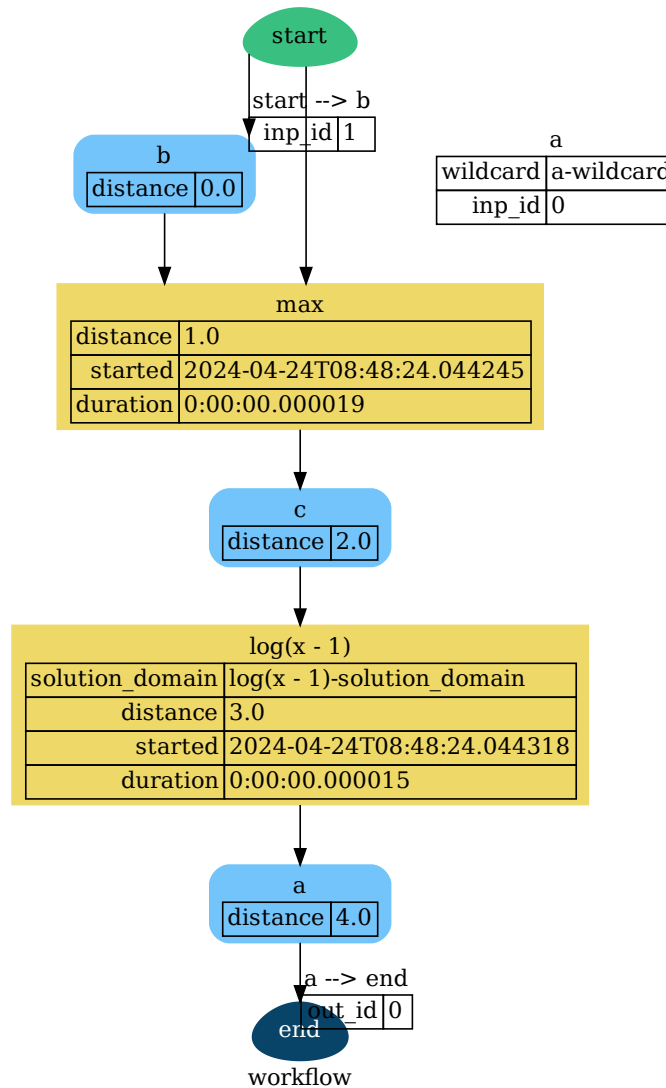 start
start --> b
inp_id 1
b
distance 0.0
a
wildcard a-wildcard
inp_id 0
max
distance 1.0
started 2024-04-24T08:48:24.044245
duration 0:00:00.000019
c
distance 2.0
log(x - 1)
solution_domain log(x - 1)-solution_domain
distance 3.0
started 2024-04-24T08:48:24.044318
duration 0:00:00.000015
a
distance 4.0
a --> end
out_id 0
end
workflow